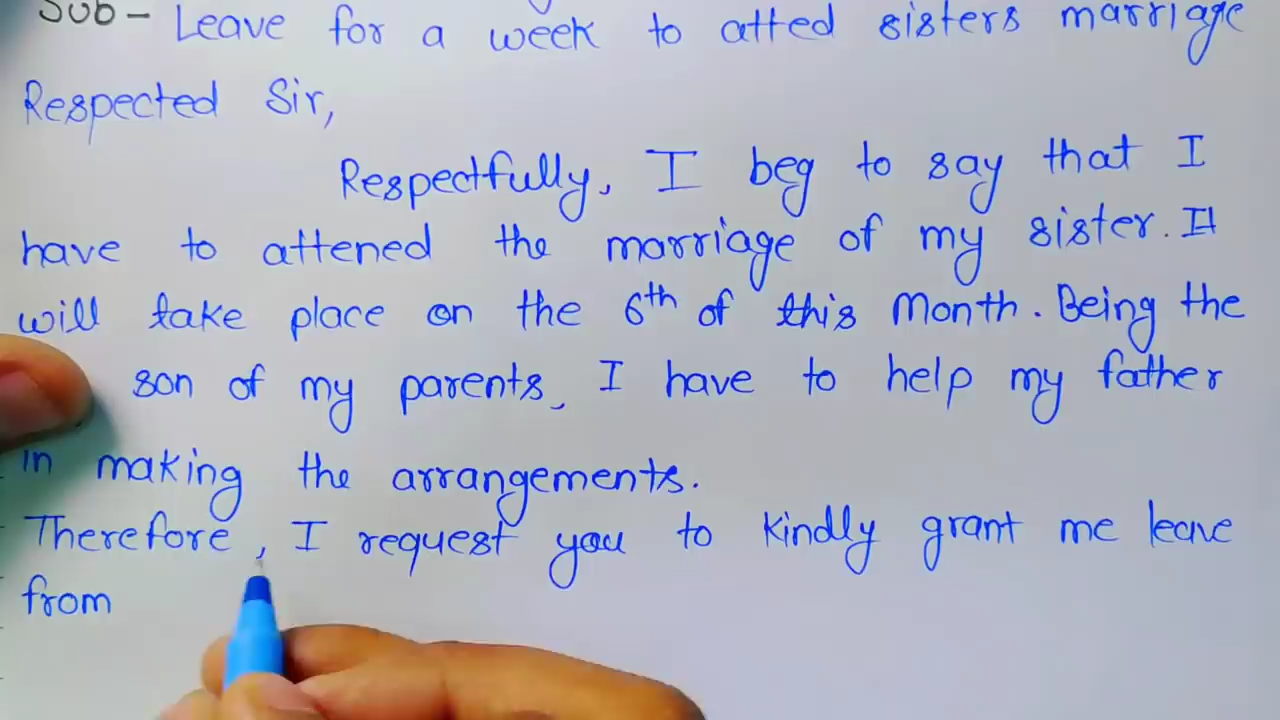 Sub - Leave for a week to atted sisters marriage
Respected Sir,
Respectfully, I beg to say that I
have to attened the marriage of my sister. It
will take place on the 6th of this Month. Being the
son of my parents, I have to help my father
in making the arrangements.
Therefore, I request you to kindly grant me leave
from